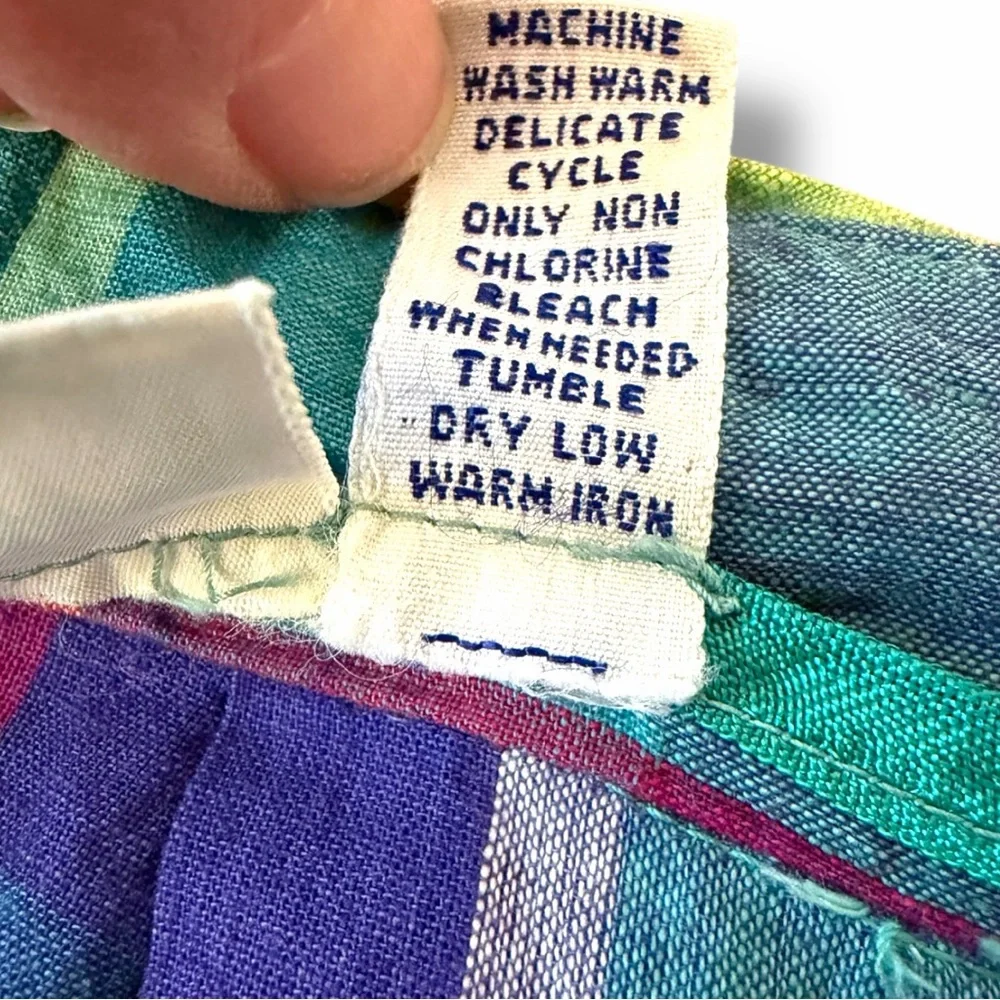 MACHINE
WASH WARM
DELICATE
CYCLE
ONLY NON
CHLORINE
BLEACH
WHEN NEEDED
TUMBLE
DRY LOW
WARM IRON